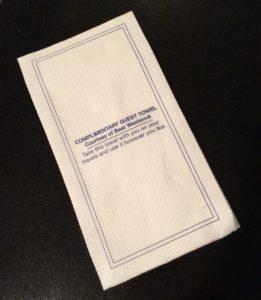 COMPLIMENTARY GUEST TOWEL
Courtesy of Best Western®
Take this towel with you on your
travels and use it however you like.